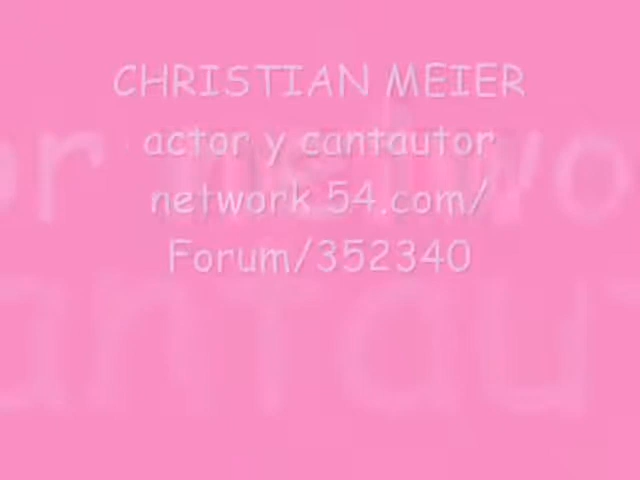 CHRISTIAN MEIER
actor y cantautor
network 54.com/
Forum/352340